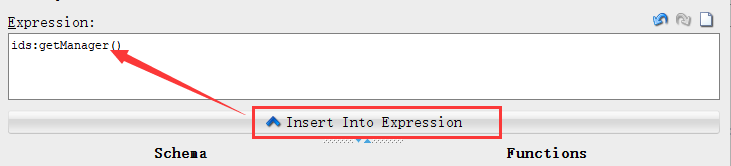 Expression:
ids:getManager()
Insert Into Expression
Schema Functions